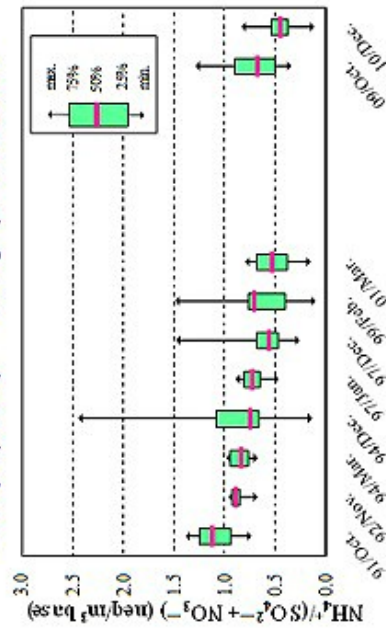 NH₄⁺/(SO₄²⁻ + NO₃⁻) (neq/m³ base)
3.0
2.5
2.0
1.5
1.0
0.5
0.0
max.
75%
50%
25%
min.
91/Oct.
92/Nov.
94/Mar.
94/Dec.
97/Jan.
97/Dec.
99/Feb.
01/Mar.
09/Oct.
10/Dec.